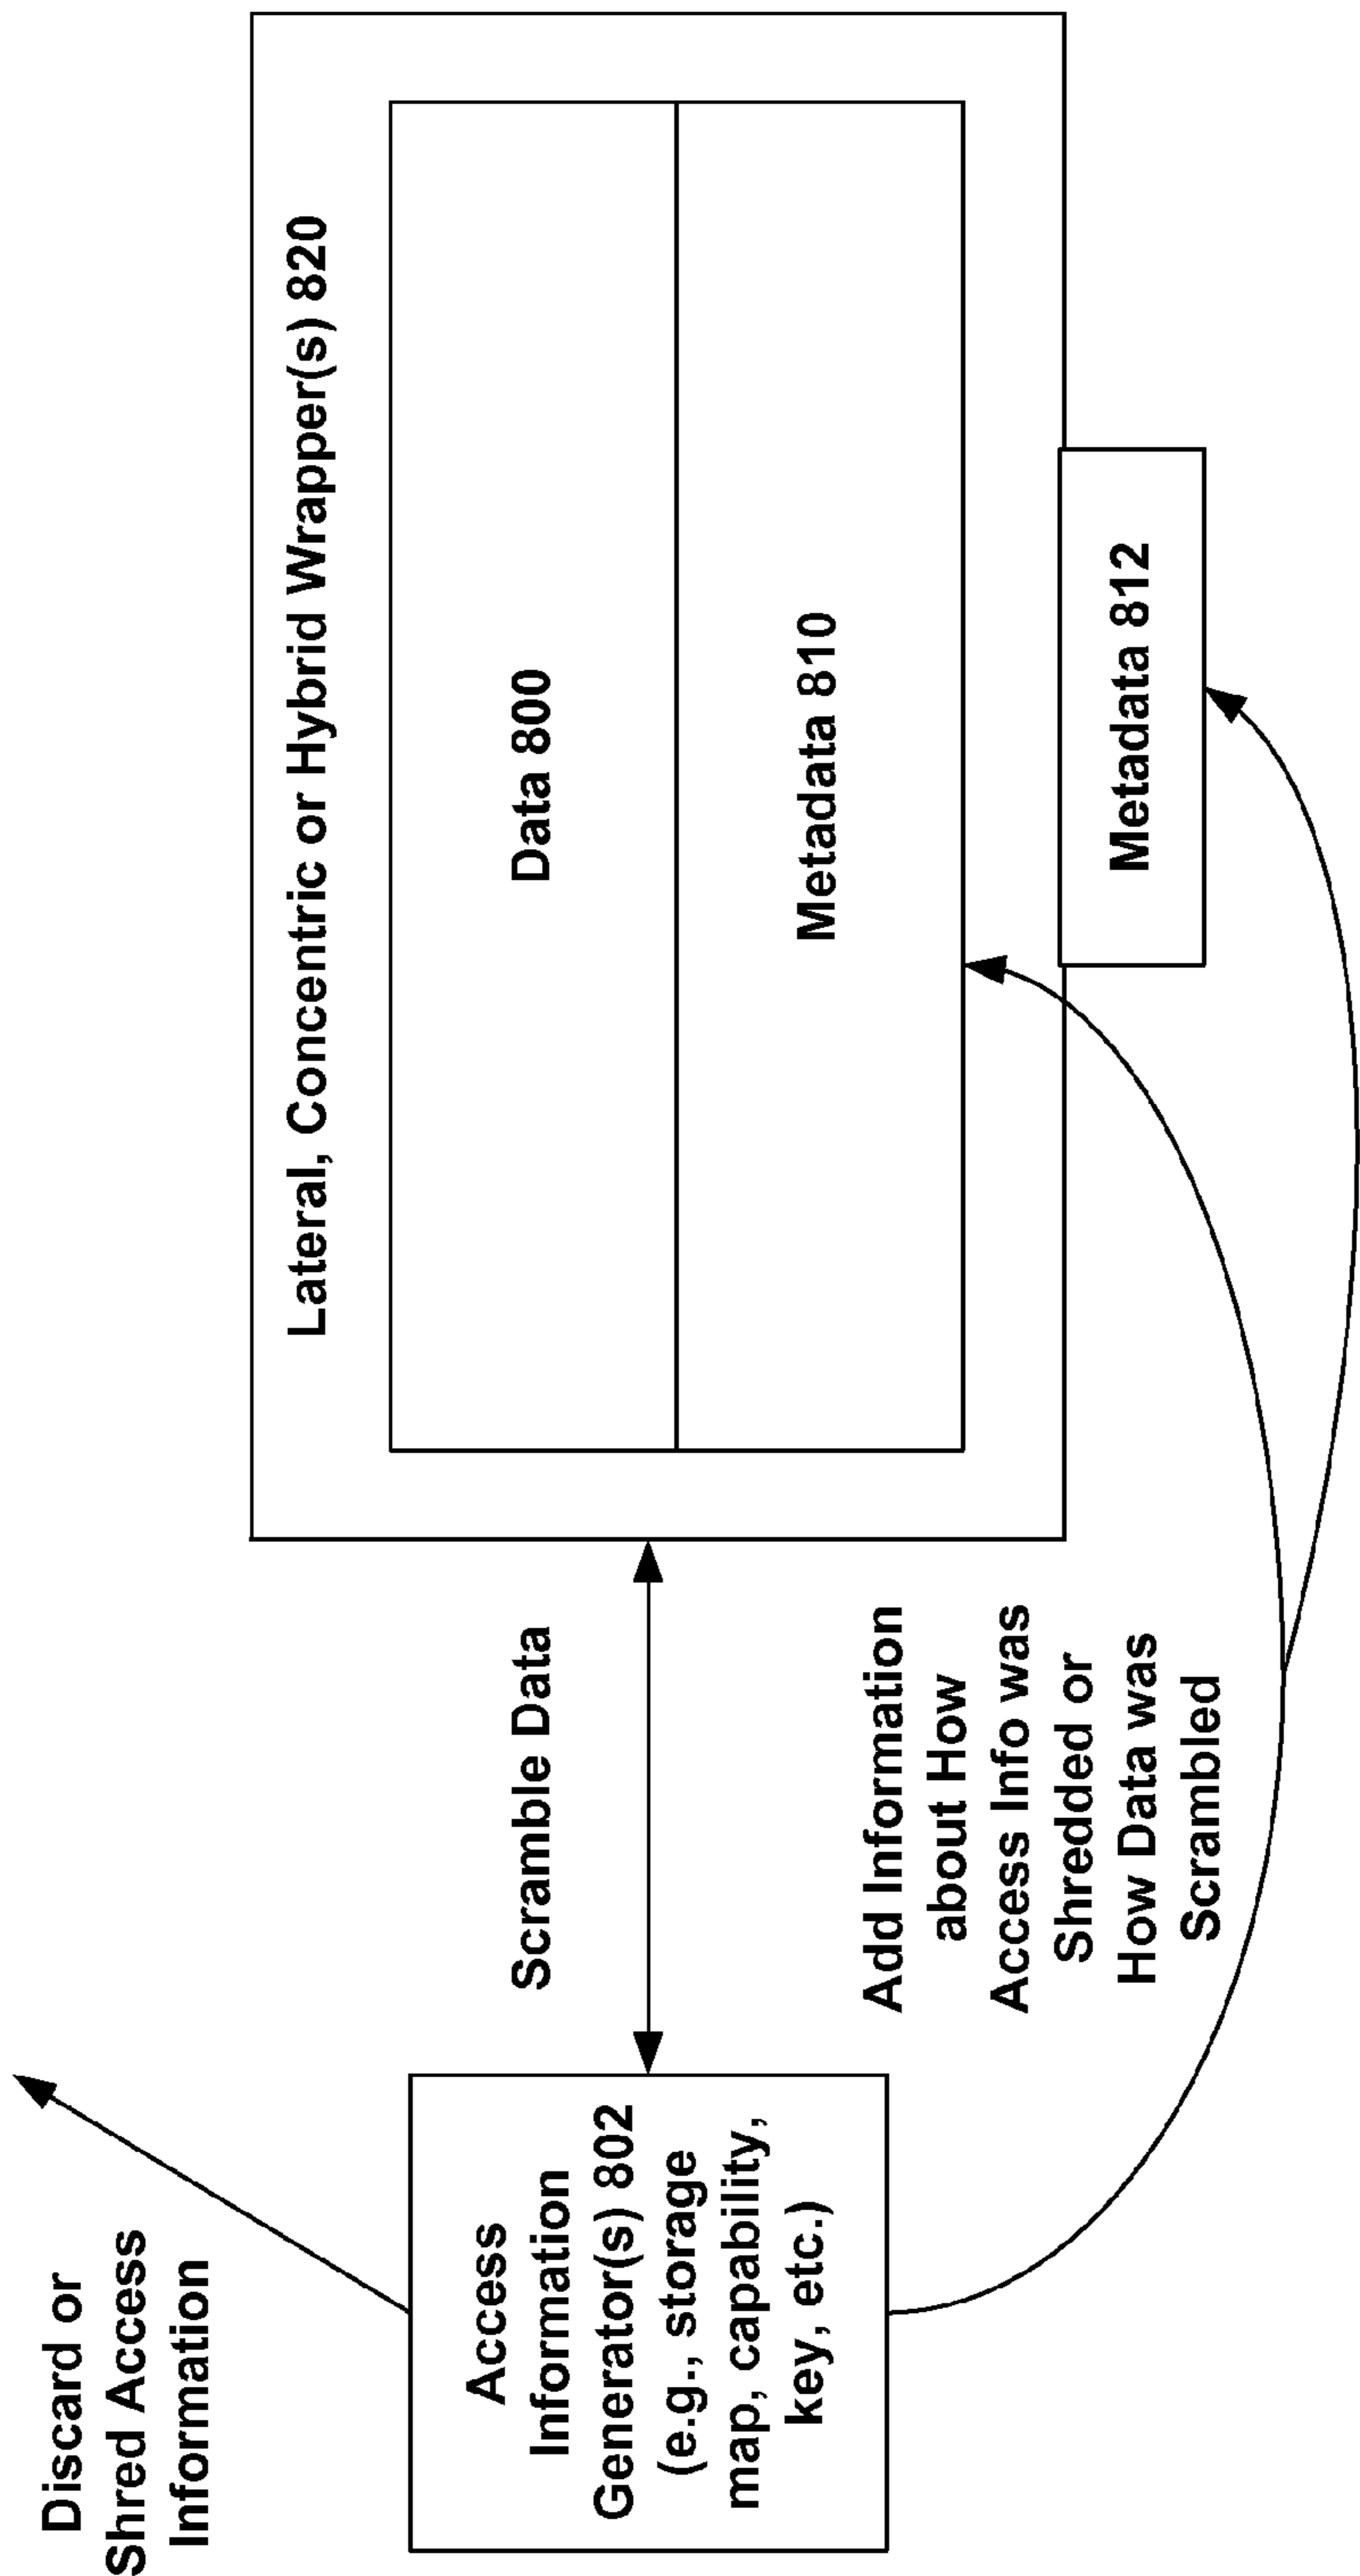 Discard or
Shred Access
Information
Access
Information
Generator(s) 802
(e.g., storage
map, capability,
key, etc.)
Scramble Data
Add Information
about How
Access Info was
Shredded or
How Data was
Scrambled
Lateral, Concentric or Hybrid Wrapper(s) 820
Data 800
Metadata 810
Metadata 812